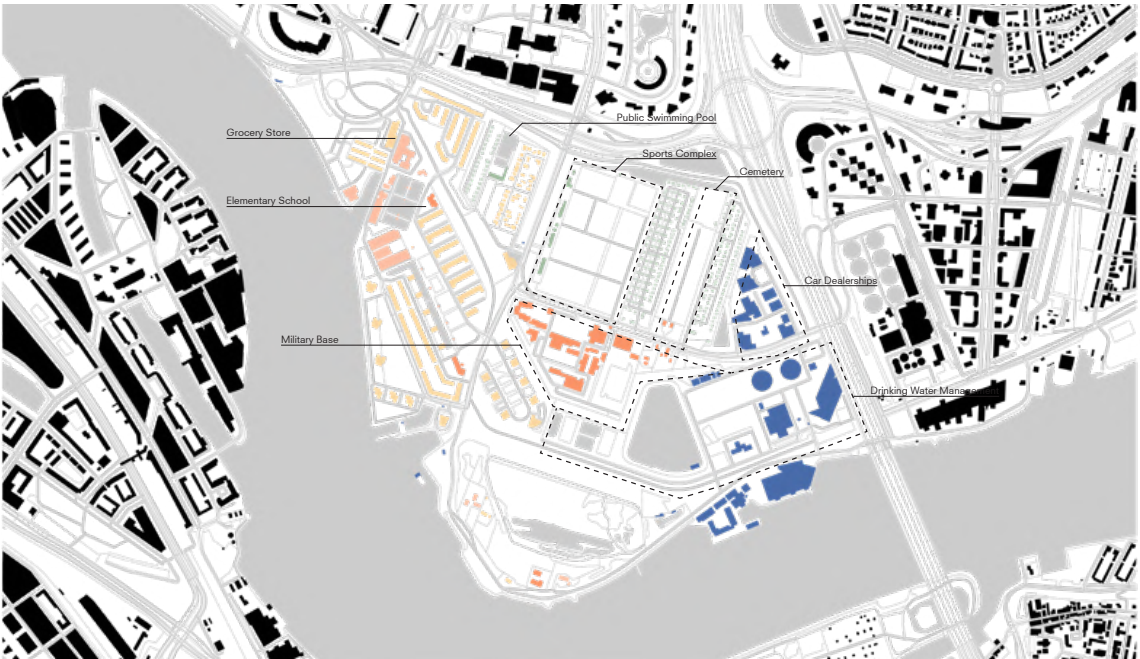 Public Swimming Pool
Grocery Store
Sports Complex
Cemetery
Elementary School
Car Dealerships
Military Base
Drinking Water Management